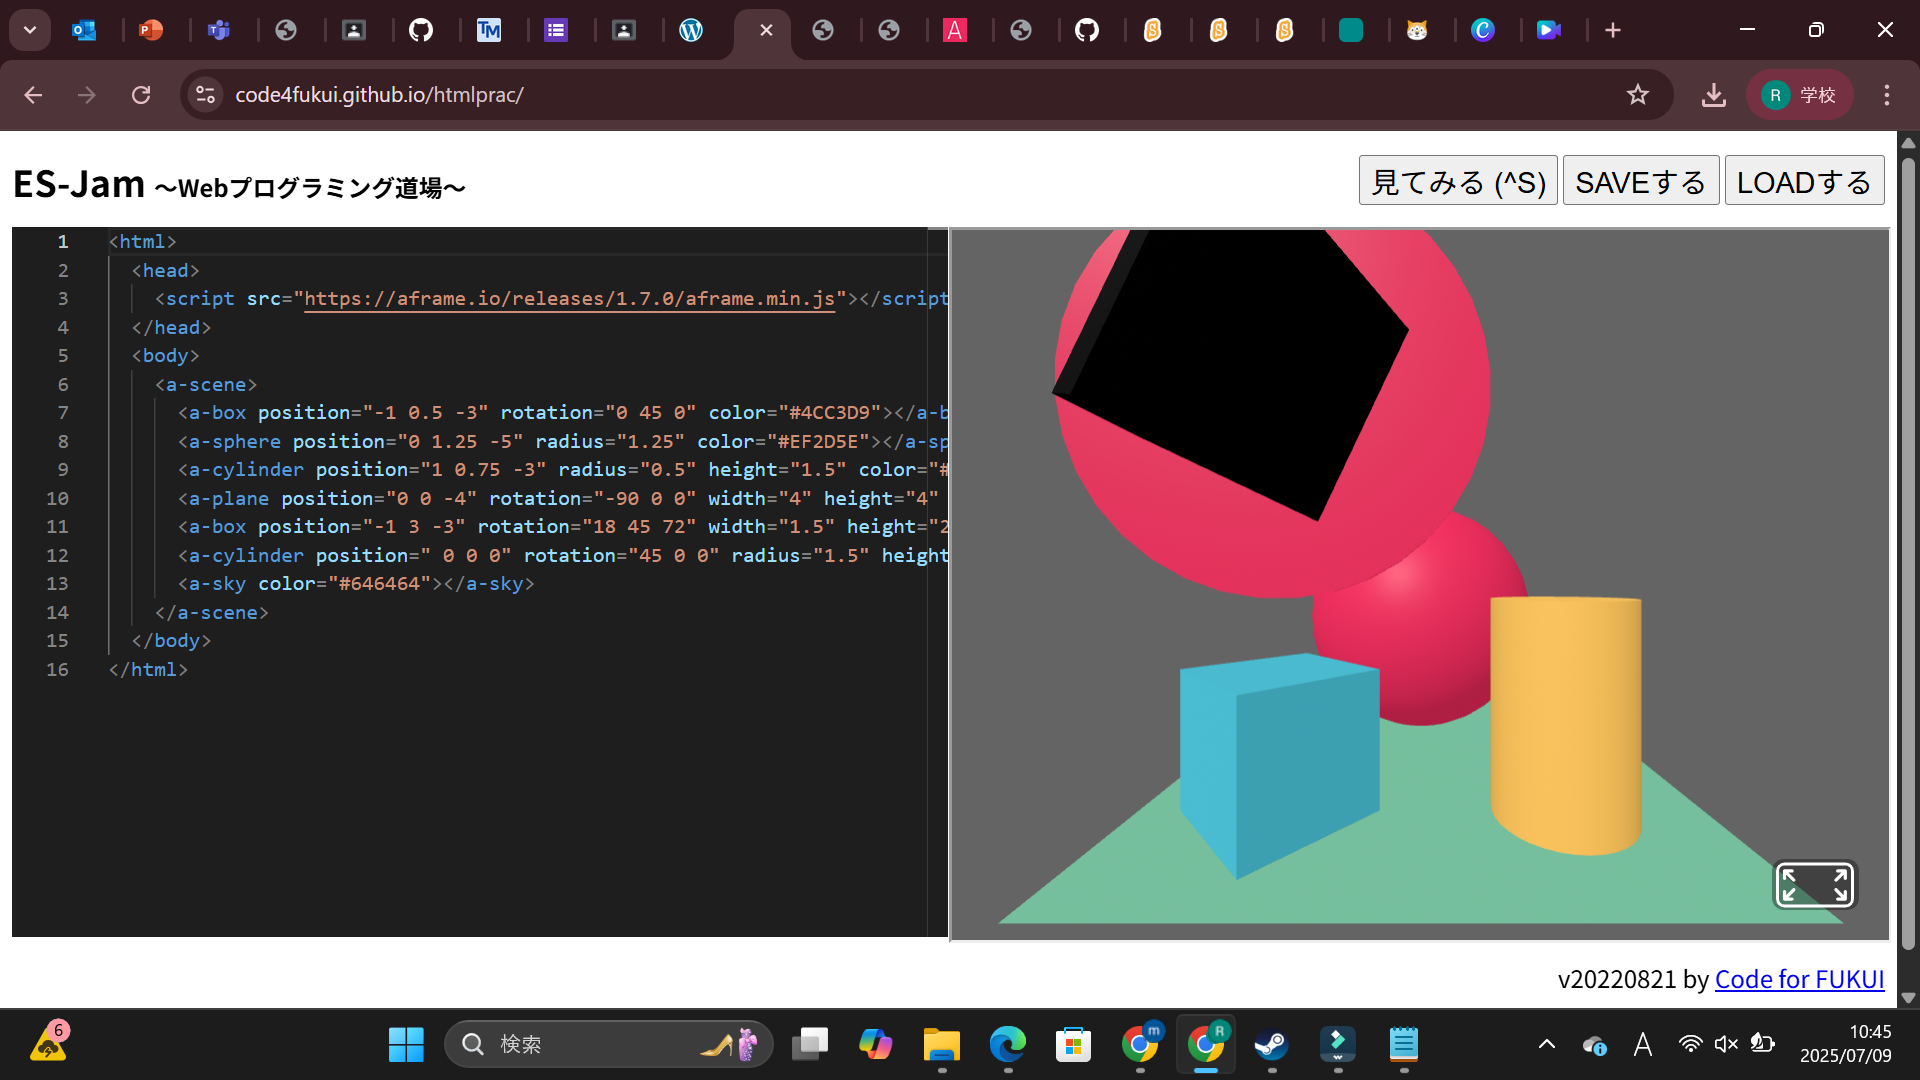 code4fukui.github.io/htmlprac/
R 学校
ES-Jam ～Webプログラミング道場～
見てみる (^S)
SAVEする
LOADする
1 <html>
2 <head>
3 <script src="https://aframe.io/releases/1.7.0/aframe.min.js"></script
4 </head>
5 <body>
6 <a-scene>
7 <a-box position="-1 0.5 -3" rotation="0 45 0" color="#4CC3D9"></a-b
8 <a-sphere position="0 1.25 -5" radius="1.25" color="#EF2D5E"></a-sp
9 <a-cylinder position="1 0.75 -3" radius="0.5" height="1.5" color="#
10 <a-plane position="0 0 -4" rotation="-90 0 0" width="4" height="4"
11 <a-box position="-1 3 -3" rotation="18 45 72" width="1.5" height="2
12 <a-cylinder position=" 0 0 0" rotation="45 0 0" radius="1.5" height
13 <a-sky color="#646464"></a-sky>
14 </a-scene>
15 </body>
16 </html>
v20220821 by Code for FUKUI
6
検索
m
R
A
10:45
2025/07/09